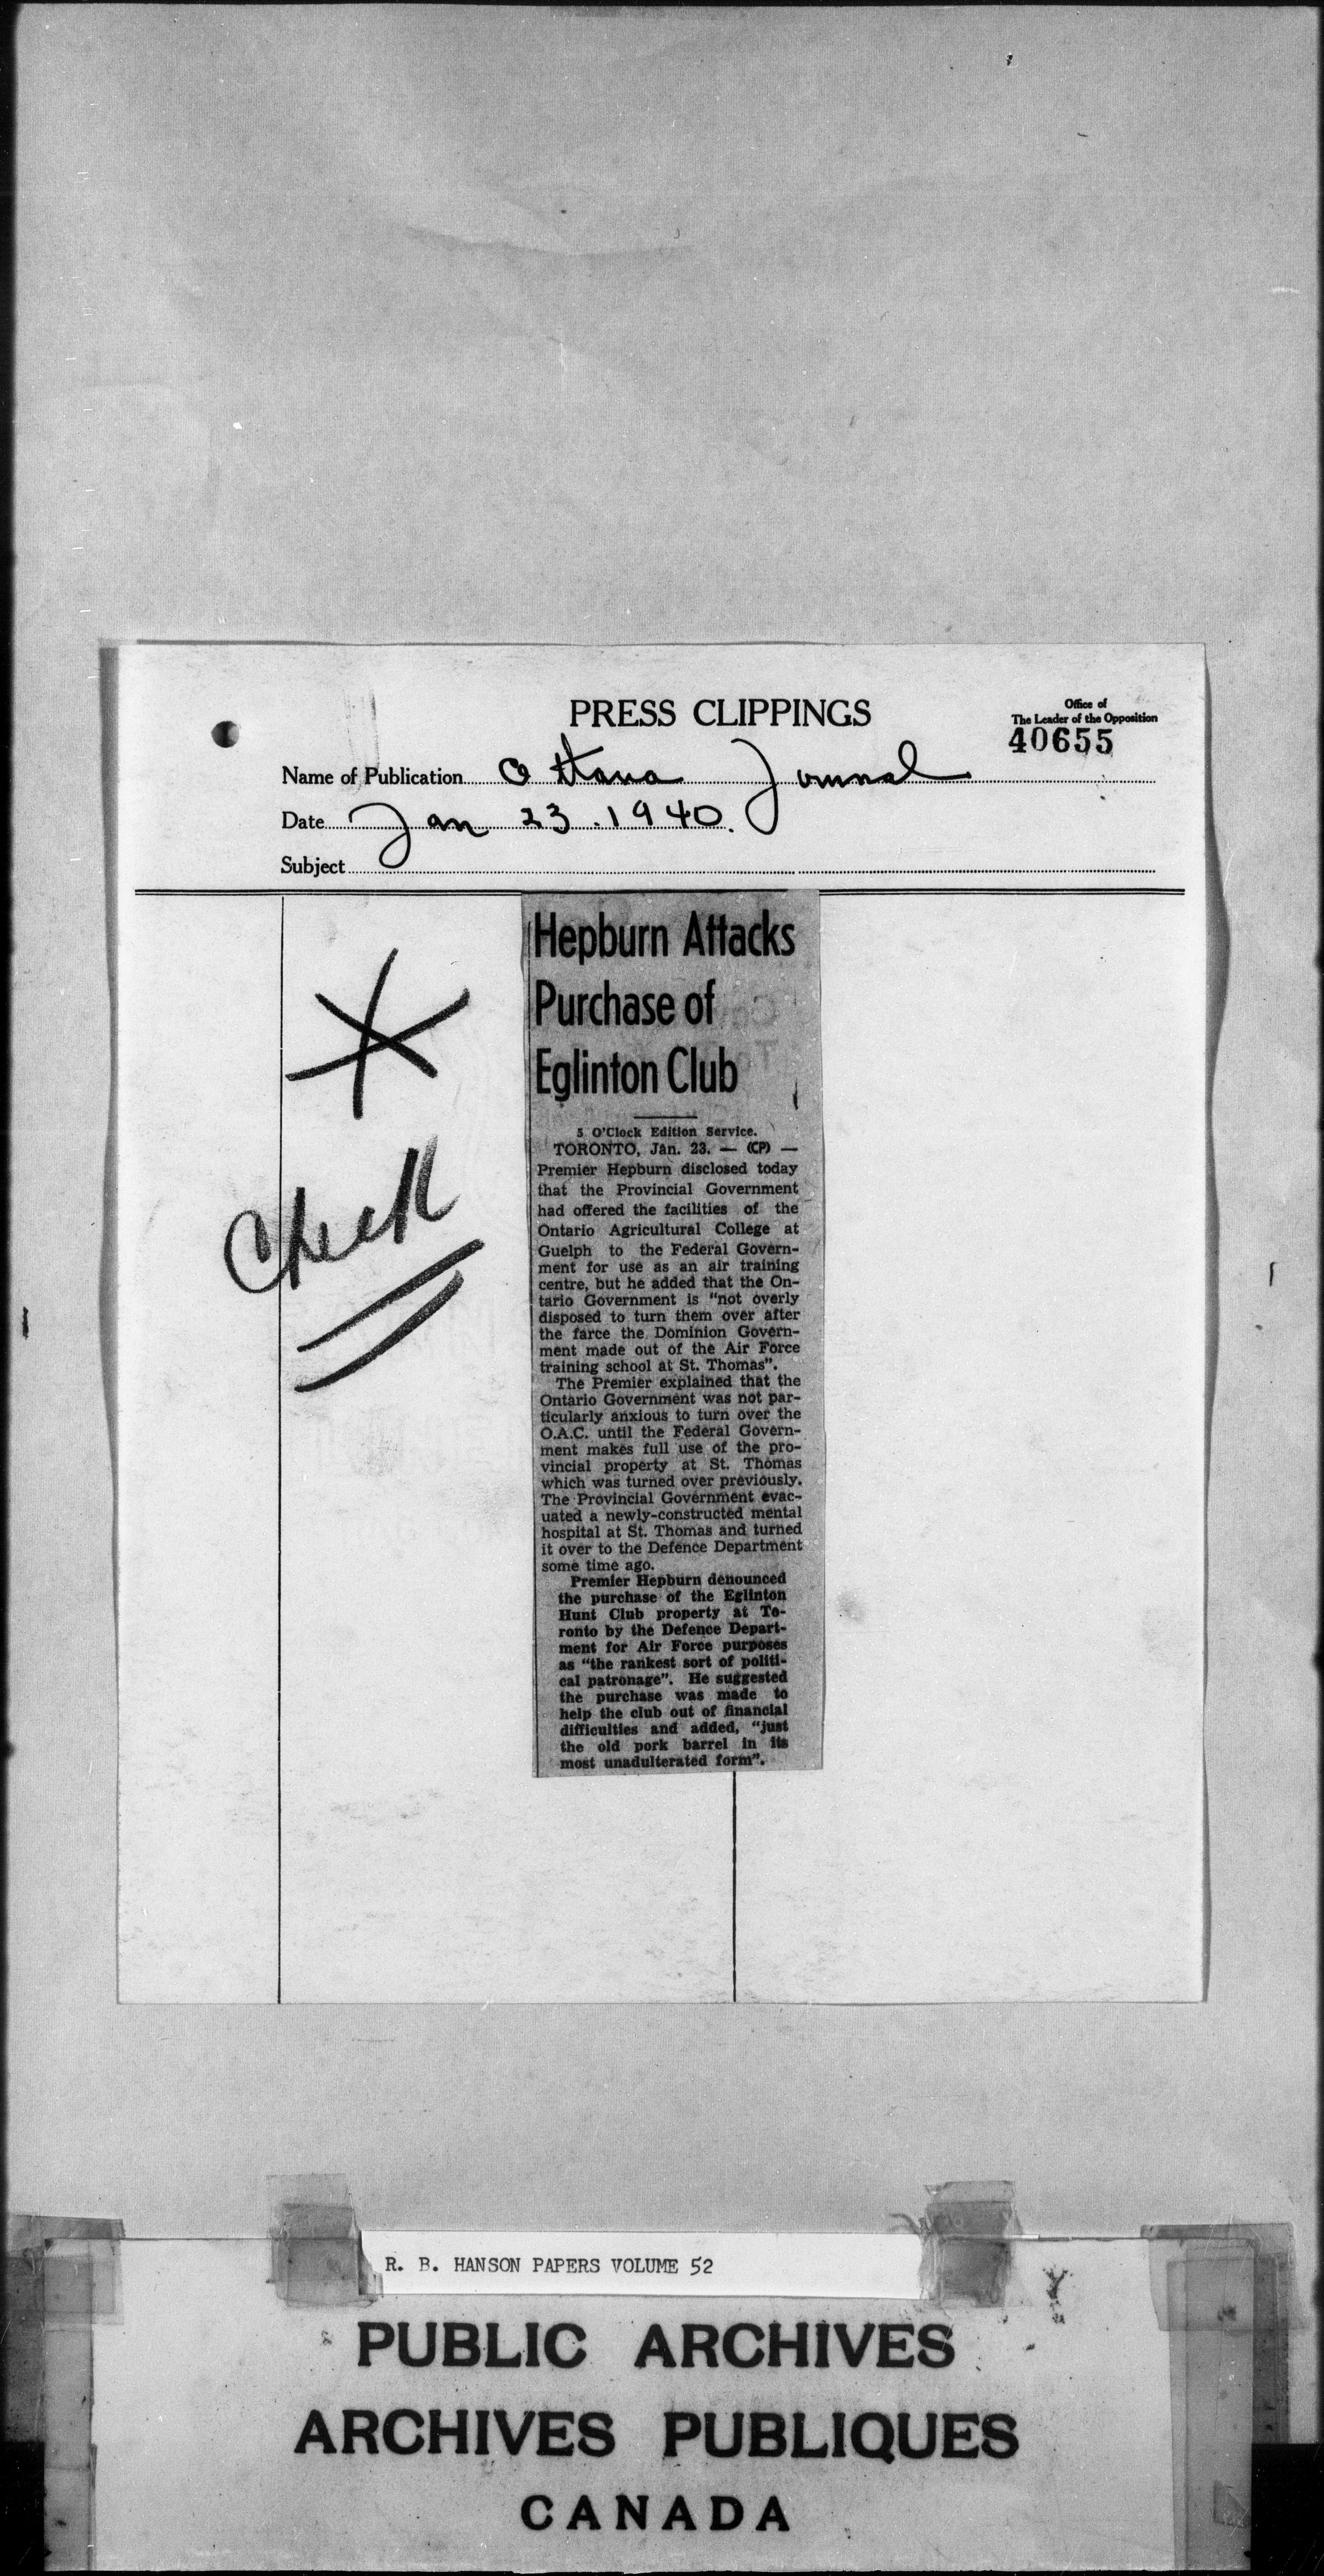 PRESS CLIPPINGS
Office of
The Leader of the Opposition
40655
Name of Publication Ottawa Journal
Date Jan 23. 1940.
Subject
Check
Hepburn Attacks
Purchase of
Eglinton Club
5 O'Clock Edition Service.
TORONTO, Jan. 23. — (CP) —
Premier Hepburn disclosed today
that the Provincial Government
had offered the facilities of the
Ontario Agricultural College at
Guelph to the Federal Govern-
ment for use as an air training
centre, but he added that the On-
tario Government is "not overly
disposed to turn them over after
the farce the Dominion Govern-
ment made out of the Air Force
training school at St. Thomas".
The Premier explained that the
Ontario Government was not par-
ticularly anxious to turn over the
O.A.C. until the Federal Govern-
ment makes full use of the pro-
vincial property at St. Thomas
which was turned over previously.
The Provincial Government evac-
uated a newly-constructed mental
hospital at St. Thomas and turned
it over to the Defence Department
some time ago.
Premier Hepburn denounced
the purchase of the Eglinton
Hunt Club property at To-
ronto by the Defence Depart-
ment for Air Force purposes
as "the rankest sort of politi-
cal patronage". He suggested
the purchase was made to
help the club out of financial
difficulties and added, "just
the old pork barrel in its
most unadulterated form".
R. B. HANSON PAPERS VOLUME 52
PUBLIC ARCHIVES
ARCHIVES PUBLIQUES
CANADA